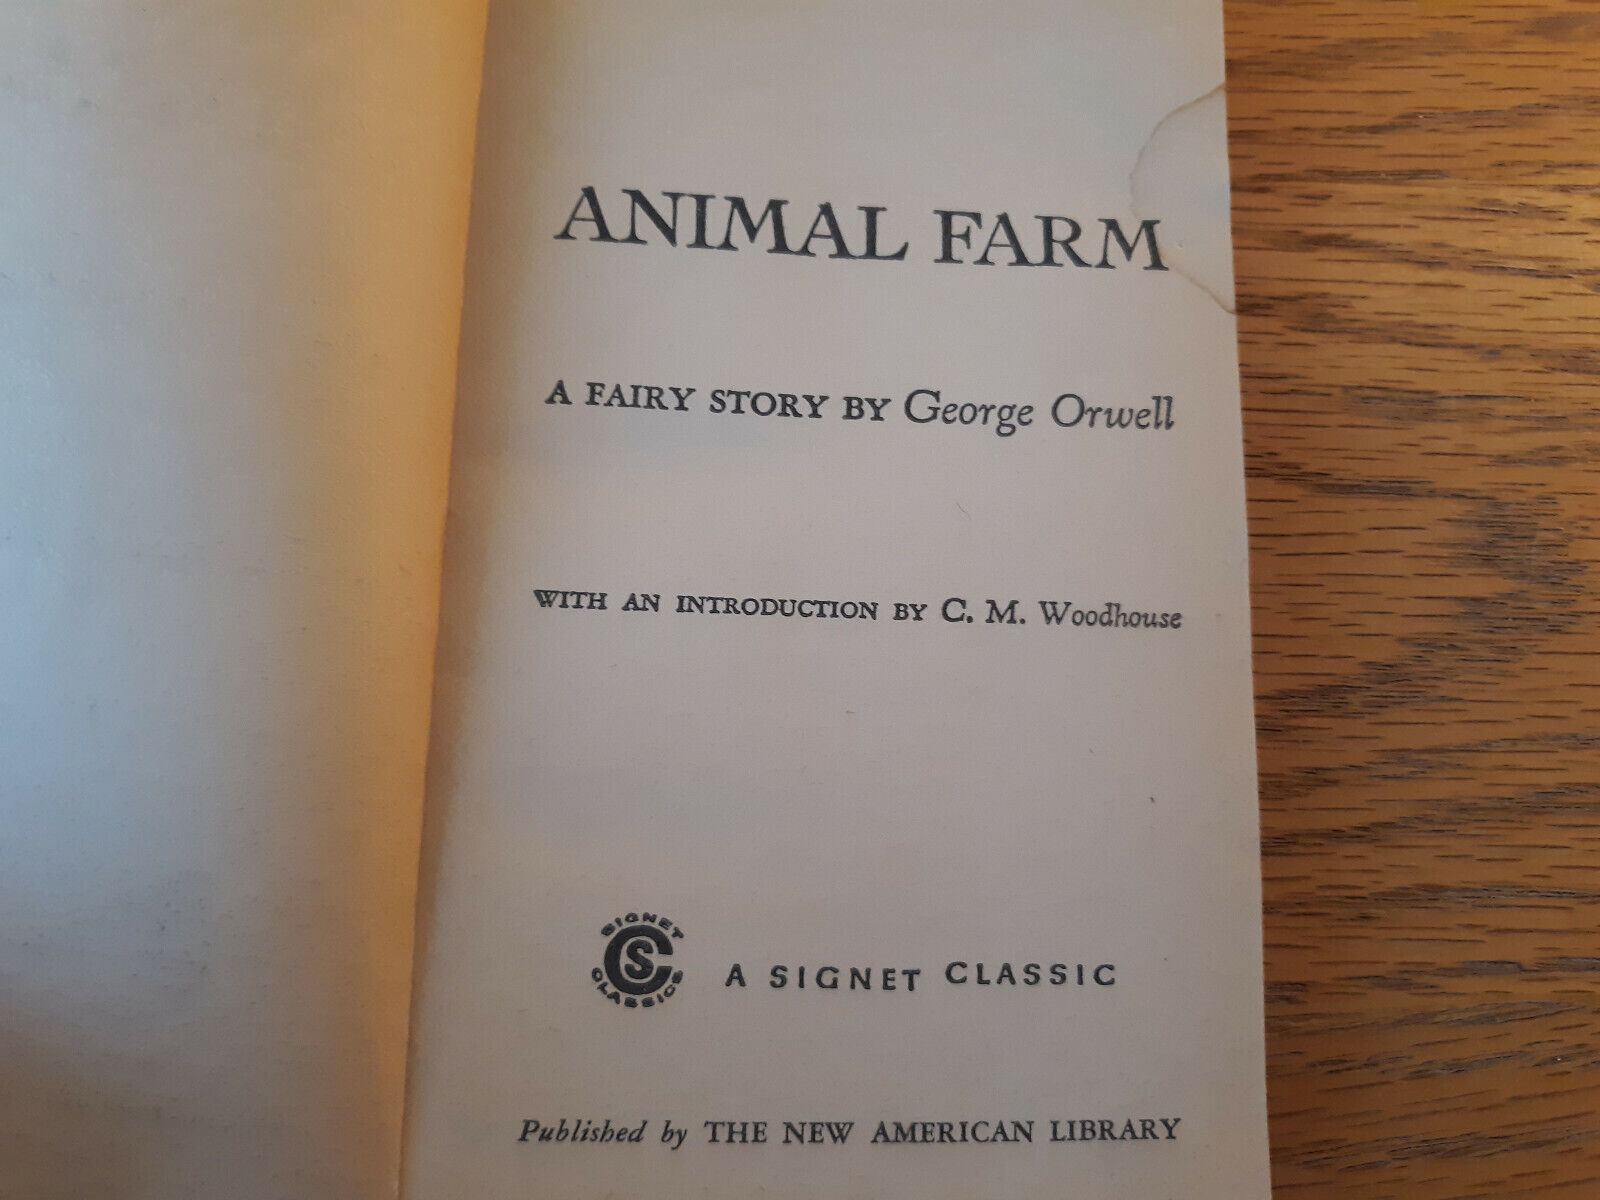 ANIMAL FARM
A FAIRY STORY BY George Orwell
WITH AN INTRODUCTION BY C. M. Woodhouse
SIGNET
CS
CLASSICS
A SIGNET CLASSIC
Published by THE NEW AMERICAN LIBRARY